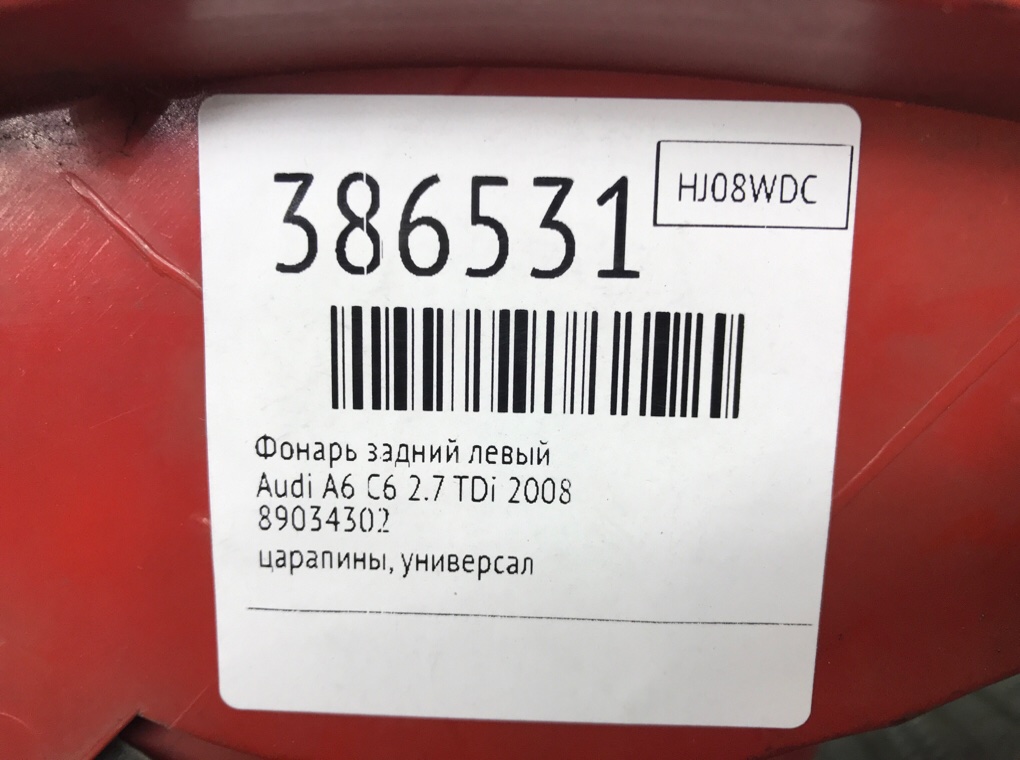 386531
HJ08WDC
Фонарь задний левый
Audi A6 C6 2.7 TDi 2008
89034302
царапины, универсал